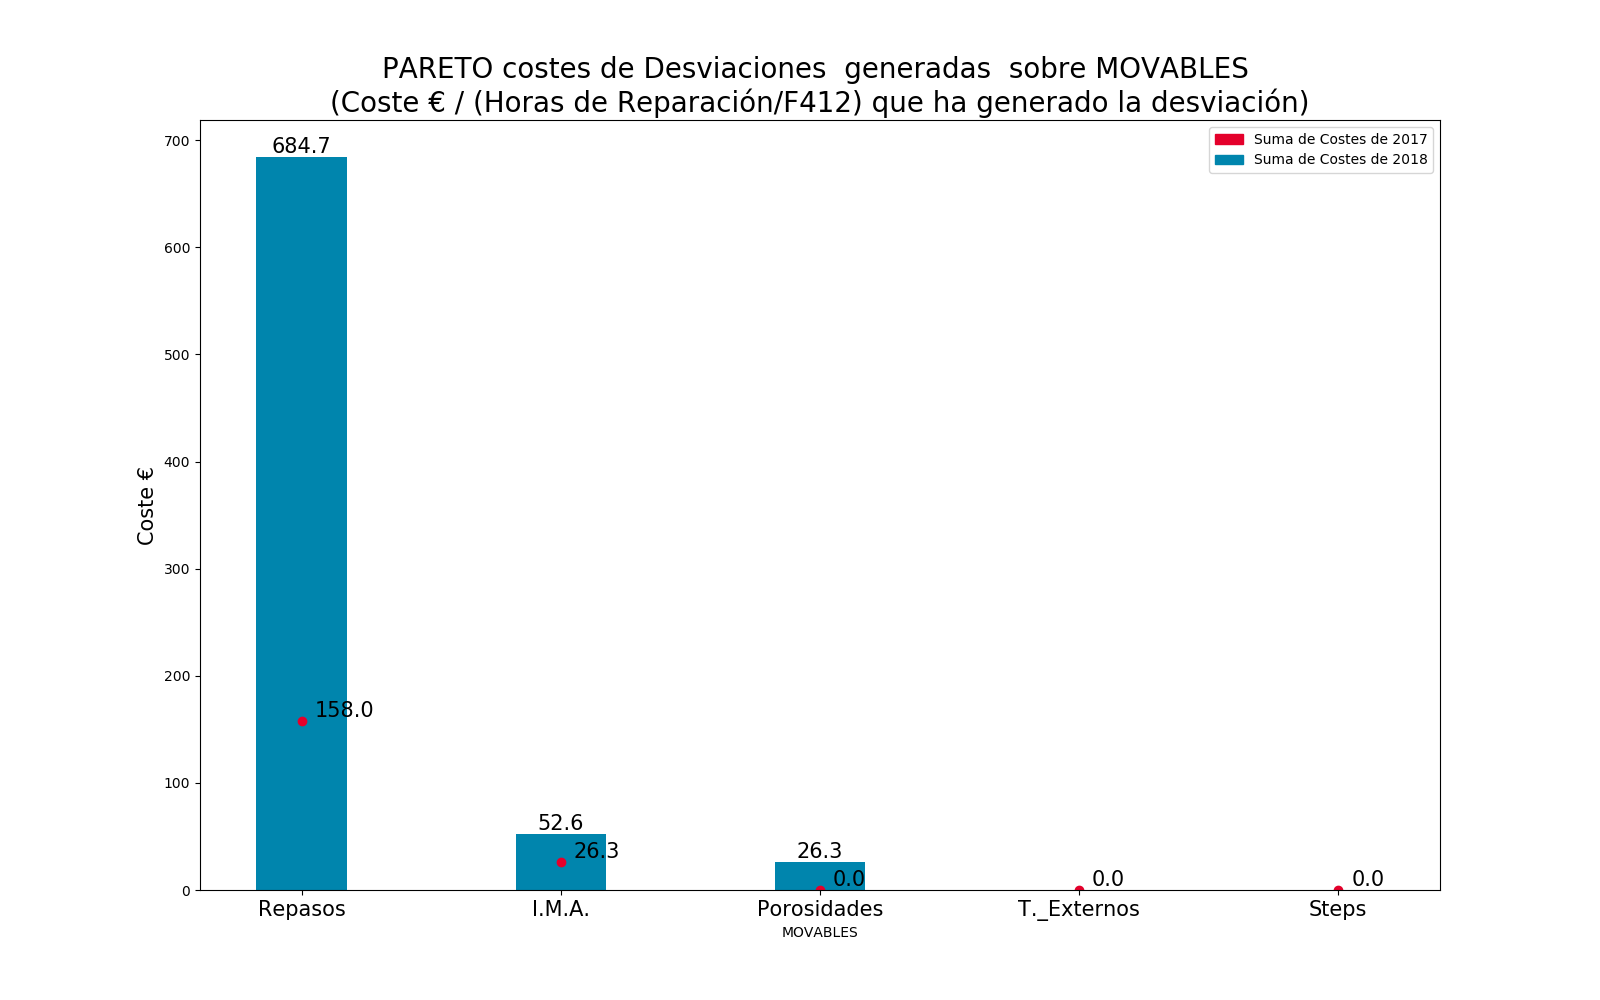 PARETO costes de Desviaciones  generadas  sobre MOVABLES
(Coste € / (Horas de Reparación/F412) que ha generado la desviación)
Suma de Costes de 2017
Suma de Costes de 2018
Coste €
700
600
500
400
300
200
100
0
684.7
158.0
52.6
26.3
26.3
0.0
0.0
0.0
Repasos
I.M.A.
Porosidades
T._Externos
Steps
MOVABLES